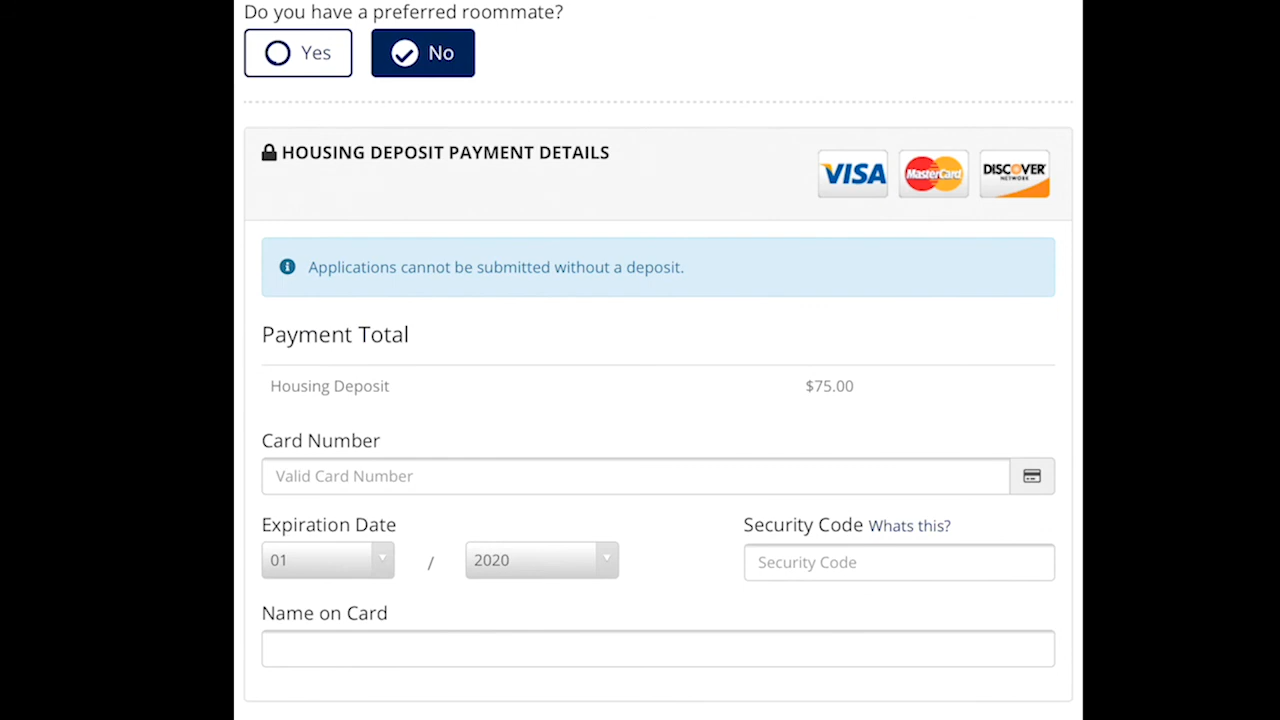 Do you have a preferred roommate?
Yes No
HOUSING DEPOSIT PAYMENT DETAILS
VISA MasterCard DISCOVER
NETWORK
Applications cannot be submitted without a deposit.
Payment Total
Housing Deposit $75.00
Card Number
Valid Card Number
Expiration Date Security Code Whats this?
01 / 2020 Security Code
Name on Card